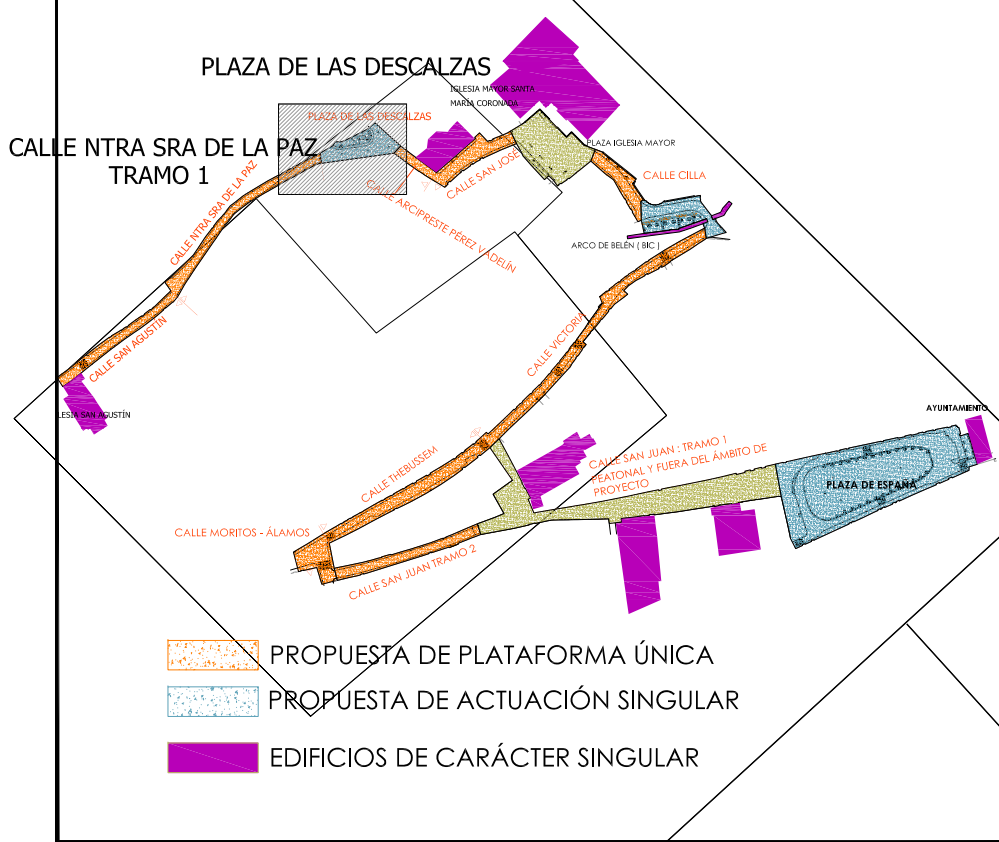 PLAZA DE LAS DESCALZAS
IGLESIA MAYOR SANTA
MARÍA CORONADA
PLAZA DE LAS DESCALZAS
CALLE NTRA SRA DE LA PAZ
TRAMO 1
PLAZA IGLESIA MAYOR
CALLE SAN JOSÉ
CALLE CILLA
CALLE NTRA SRA DE LA PAZ
CALLE ARCIPRESTE PÉREZ VADELÍN
ARCO DE BELÉN ( BIC )
CALLE SAN AGUSTÍN
CALLE VICTORIA
LESIA SAN AGUSTÍN
AYUNTAMIENTO
CALLE THEBUSSEM
CALLE SAN JUAN : TRAMO 1
PEATONAL Y FUERA DEL ÁMBITO DE
PROYECTO
PLAZA DE ESPAÑA
CALLE MORITOS - ÁLAMOS
CALLE SAN JUAN TRAMO 2
PROPUESTA DE PLATAFORMA ÚNICA
PROPUESTA DE ACTUACIÓN SINGULAR
EDIFICIOS DE CARÁCTER SINGULAR